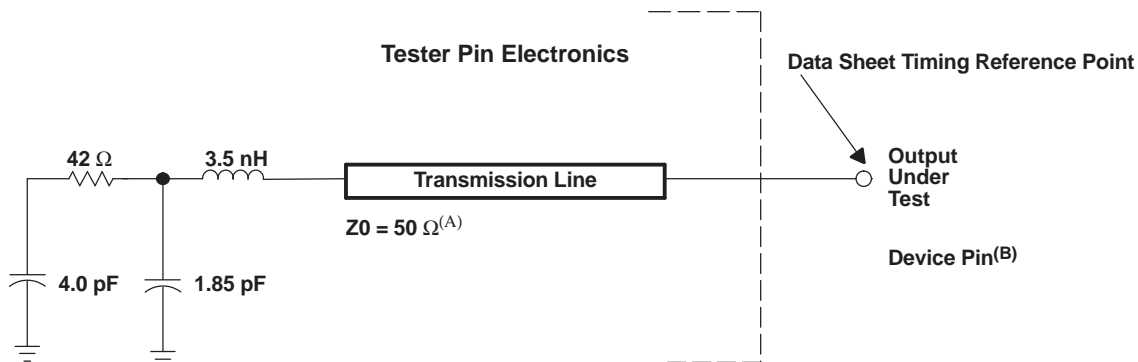 Tester Pin Electronics
Data Sheet Timing Reference Point
42 Ω
3.5 nH
Transmission Line
Output
Under
Test
Z0 = 50 Ω(A)
Device Pin(B)
4.0 pF
1.85 pF